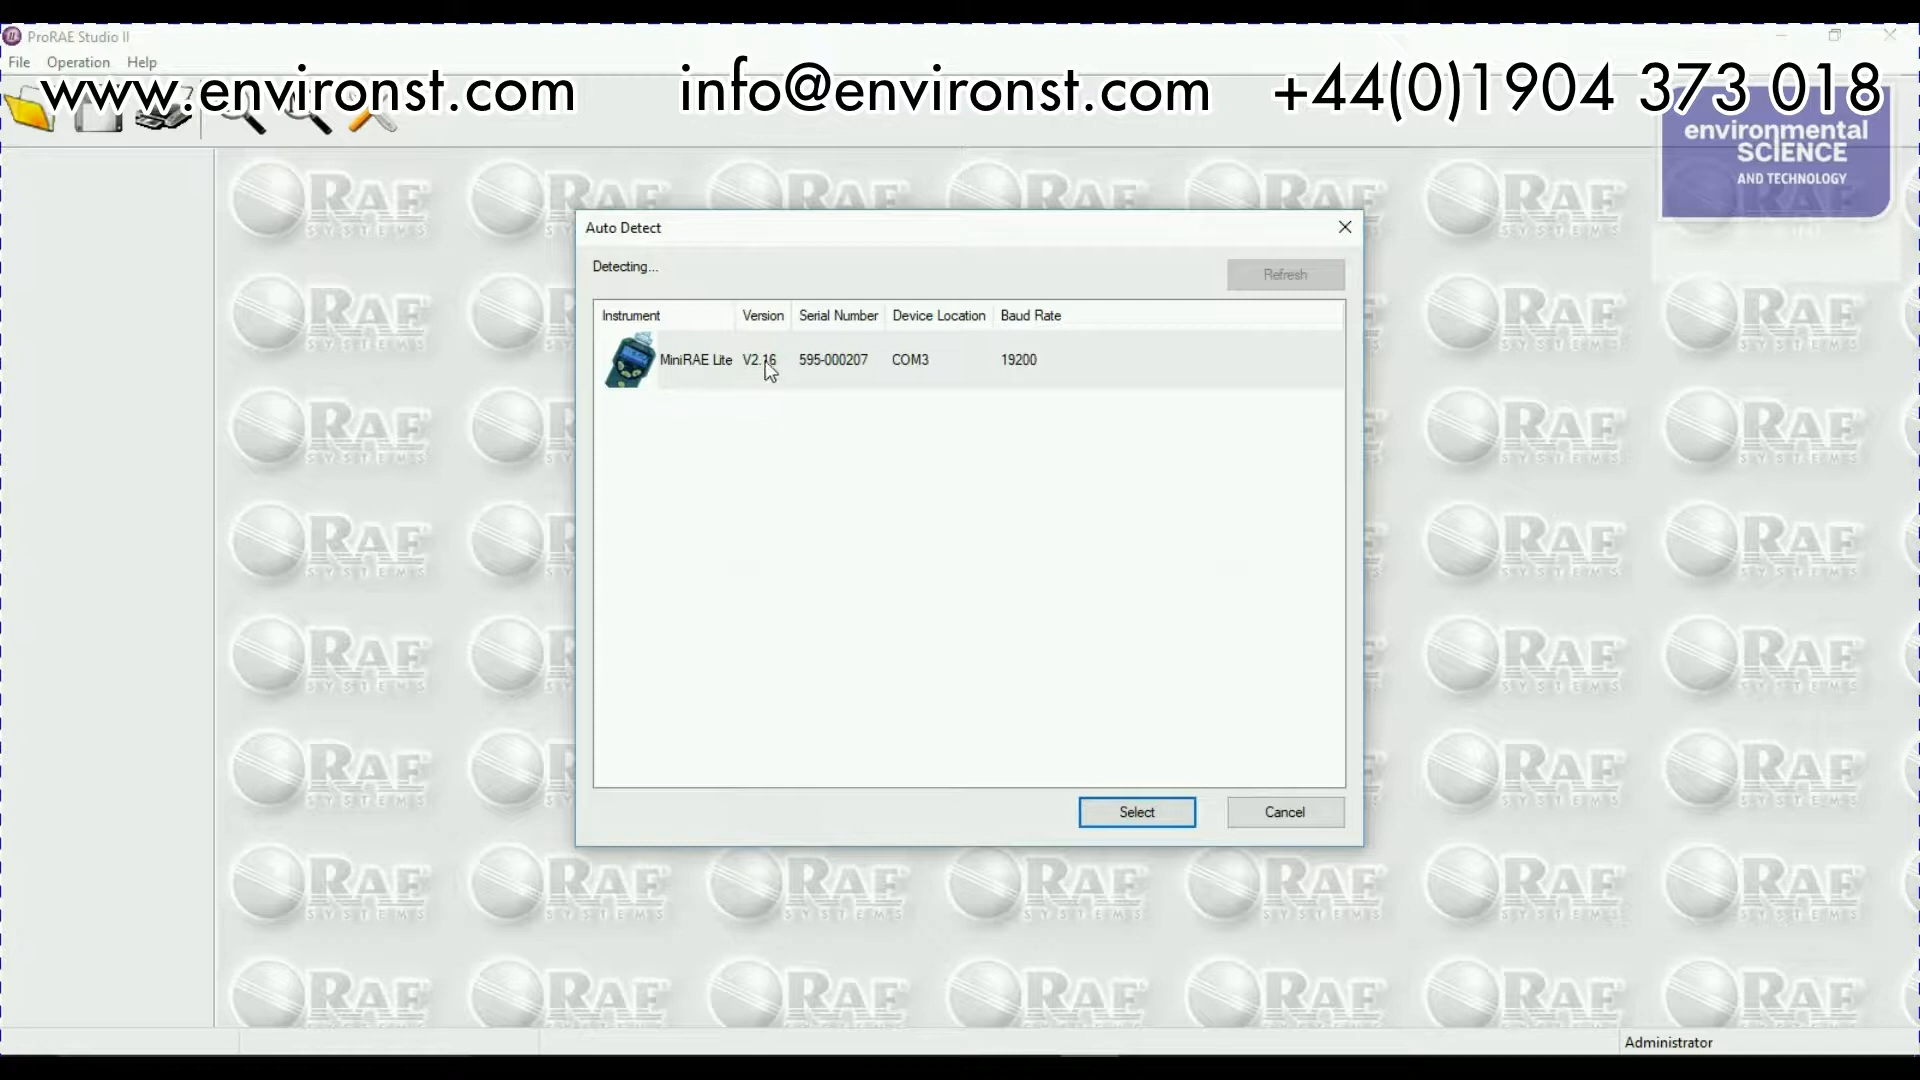 ProRAE Studio II
File Operation Help
www.environst.com info@environst.com +44(0)1904 373 018
environmental
SCIENCE
AND TECHNOLOGY
RAE
SYSTEMS
Auto Detect
Detecting...
Refresh
Instrument Version Serial Number Device Location Baud Rate
MiniRAE Lite V2.16 595-000207 COM3 19200
Select Cancel
Administrator